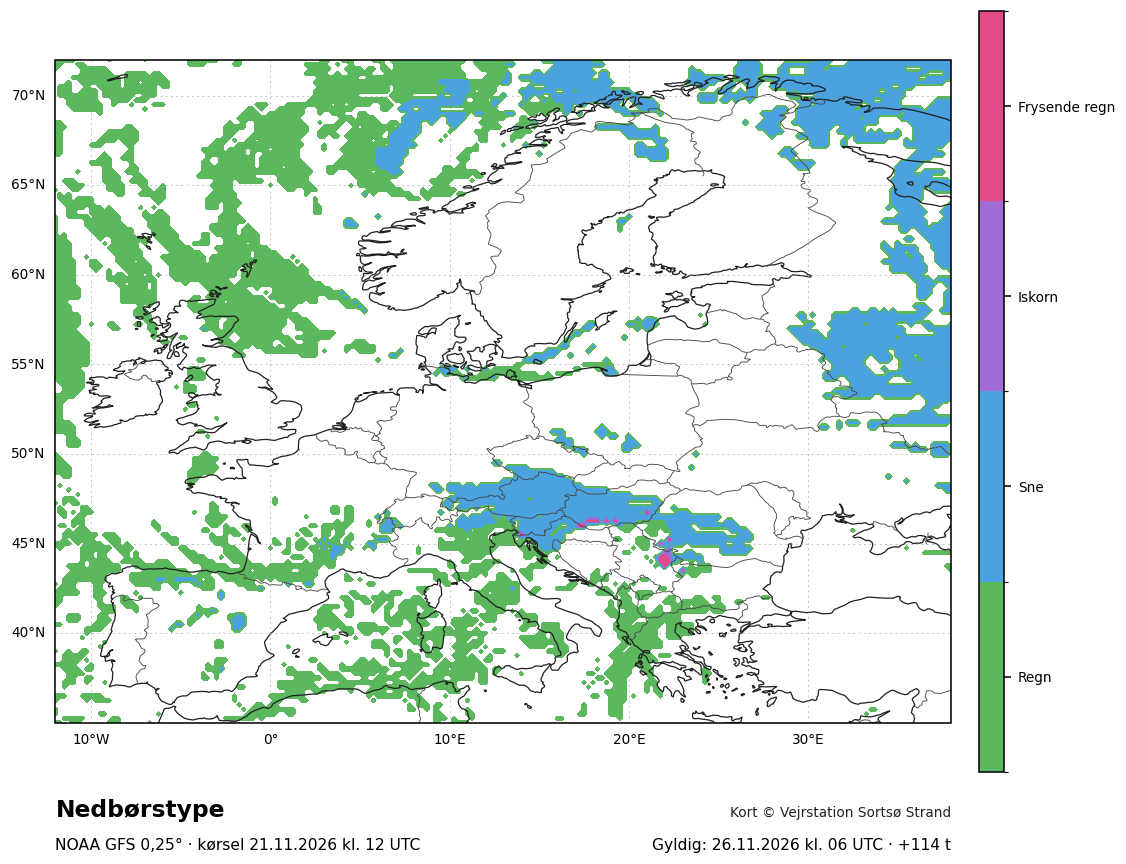 70°N
65°N
60°N
55°N
50°N
45°N
40°N
10°W
0°
10°E
20°E
30°E
Frysende regn
Iskorn
Sne
Regn
Nedbørstype
Kort © Vejrstation Sortsø Strand
NOAA GFS 0,25° · kørsel 21.11.2026 kl. 12 UTC
Gyldig: 26.11.2026 kl. 06 UTC · +114 t